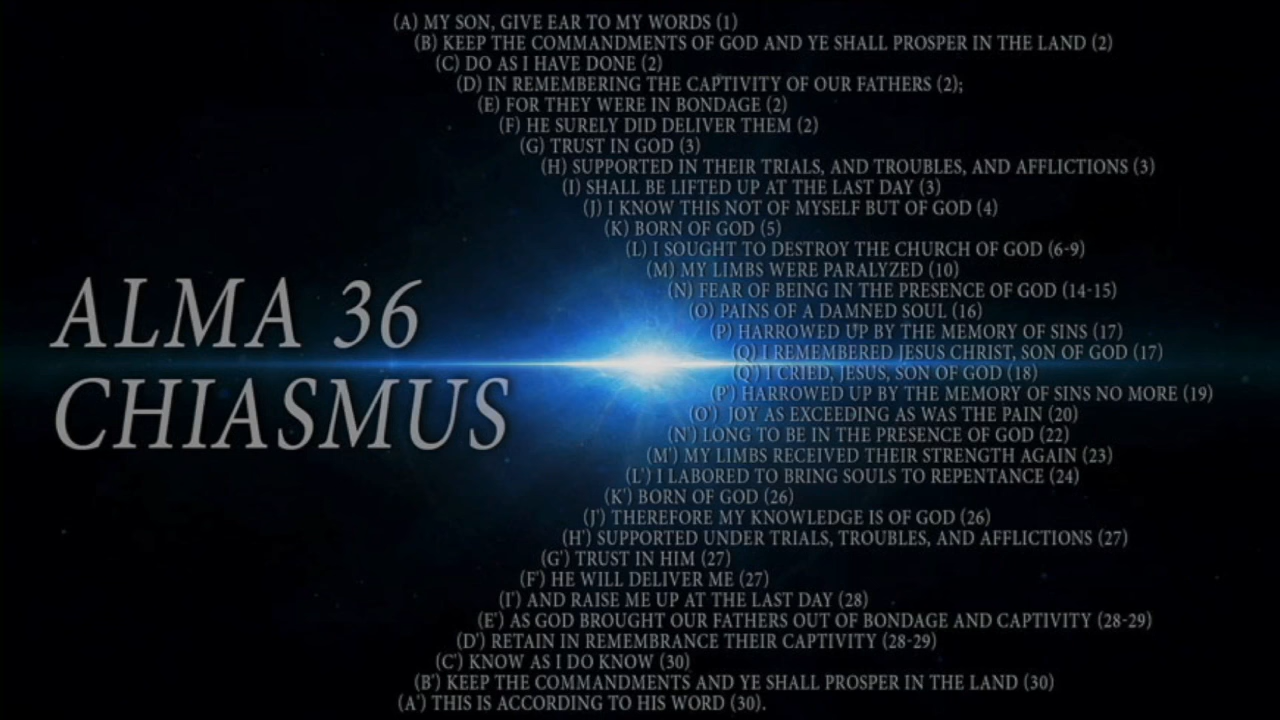 (A) MY SON, GIVE EAR TO MY WORDS (1)
(B) KEEP THE COMMANDMENTS OF GOD AND YE SHALL PROSPER IN THE LAND (2)
(C) DO AS I HAVE DONE (2)
(D) IN REMEMBERING THE CAPTIVITY OF OUR FATHERS (2);
(E) FOR THEY WERE IN BONDAGE (2)
(F) HE SURELY DID DELIVER THEM (2)
(G) TRUST IN GOD (3)
(H) SUPPORTED IN THEIR TRIALS, AND TROUBLES, AND AFFLICTIONS (3)
(I) SHALL BE LIFTED UP AT THE LAST DAY (3)
(J) I KNOW THIS NOT OF MYSELF BUT OF GOD (4)
(K) BORN OF GOD (5)
(L) I SOUGHT TO DESTROY THE CHURCH OF GOD (6-9)
(M) MY LIMBS WERE PARALYZED (10)
(N) FEAR OF BEING IN THE PRESENCE OF GOD (14-15)
(O) PAINS OF A DAMNED SOUL (16)
(P) HARROWED UP BY THE MEMORY OF SINS (17)
(Q) I REMEMBERED JESUS CHRIST, SON OF GOD (17)
(Q') I CRIED, JESUS, SON OF GOD (18)
(P') HARROWED UP BY THE MEMORY OF SINS NO MORE (19)
(O') JOY AS EXCEEDING AS WAS THE PAIN (20)
(N') LONG TO BE IN THE PRESENCE OF GOD (22)
(M') MY LIMBS RECEIVED THEIR STRENGTH AGAIN (23)
(L') I LABORED TO BRING SOULS TO REPENTANCE (24)
(K') BORN OF GOD (26)
(J') THEREFORE MY KNOWLEDGE IS OF GOD (26)
(H') SUPPORTED UNDER TRIALS, TROUBLES, AND AFFLICTIONS (27)
(G') TRUST IN HIM (27)
(F') HE WILL DELIVER ME (27)
(I') AND RAISE ME UP AT THE LAST DAY (28)
(E') AS GOD BROUGHT OUR FATHERS OUT OF BONDAGE AND CAPTIVITY (28-29)
(D') RETAIN IN REMEMBRANCE THEIR CAPTIVITY (28-29)
(C') KNOW AS I DO KNOW (30)
(B') KEEP THE COMMANDMENTS AND YE SHALL PROSPER IN THE LAND (30)
(A') THIS IS ACCORDING TO HIS WORD (30).
ALMA 36
CHIASMUS